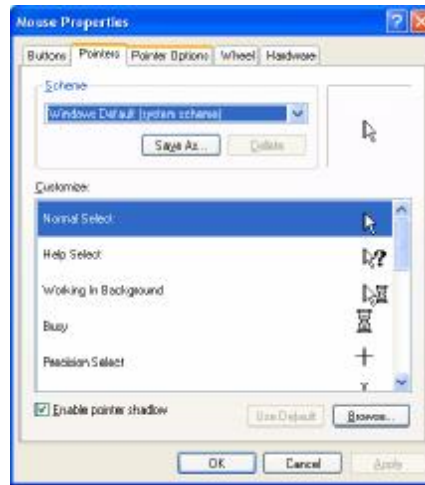 Mouse Properties
Buttons Pointers Pointer Options Wheel Hardware
Scheme
Windows Default (system scheme)
Save As... Delete
Customize:
Normal Select
Help Select
Working In Background
Busy
Precision Select
Enable pointer shadow
Use Default Browse...
OK Cancel Apply